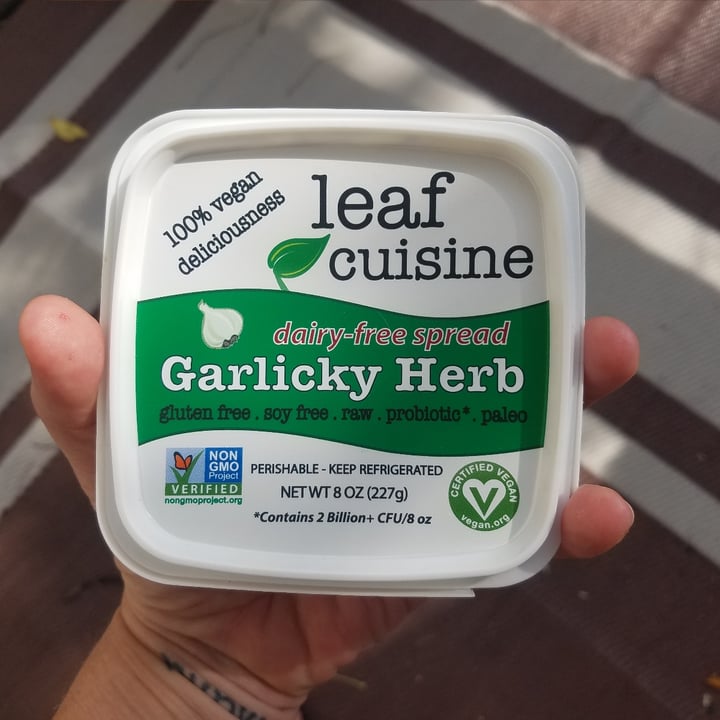 100% vegan
deliciousness
leaf
cuisine
dairy-free spread
Garlicky Herb
gluten free . soy free . raw . probiotic* . paleo
NON
GMO
Project
VERIFIED
nongmoproject.org
PERISHABLE - KEEP REFRIGERATED
NET WT 8 OZ (227g)
*Contains 2 Billion+ CFU/8 oz
CERTIFIED VEGAN
vegan.org